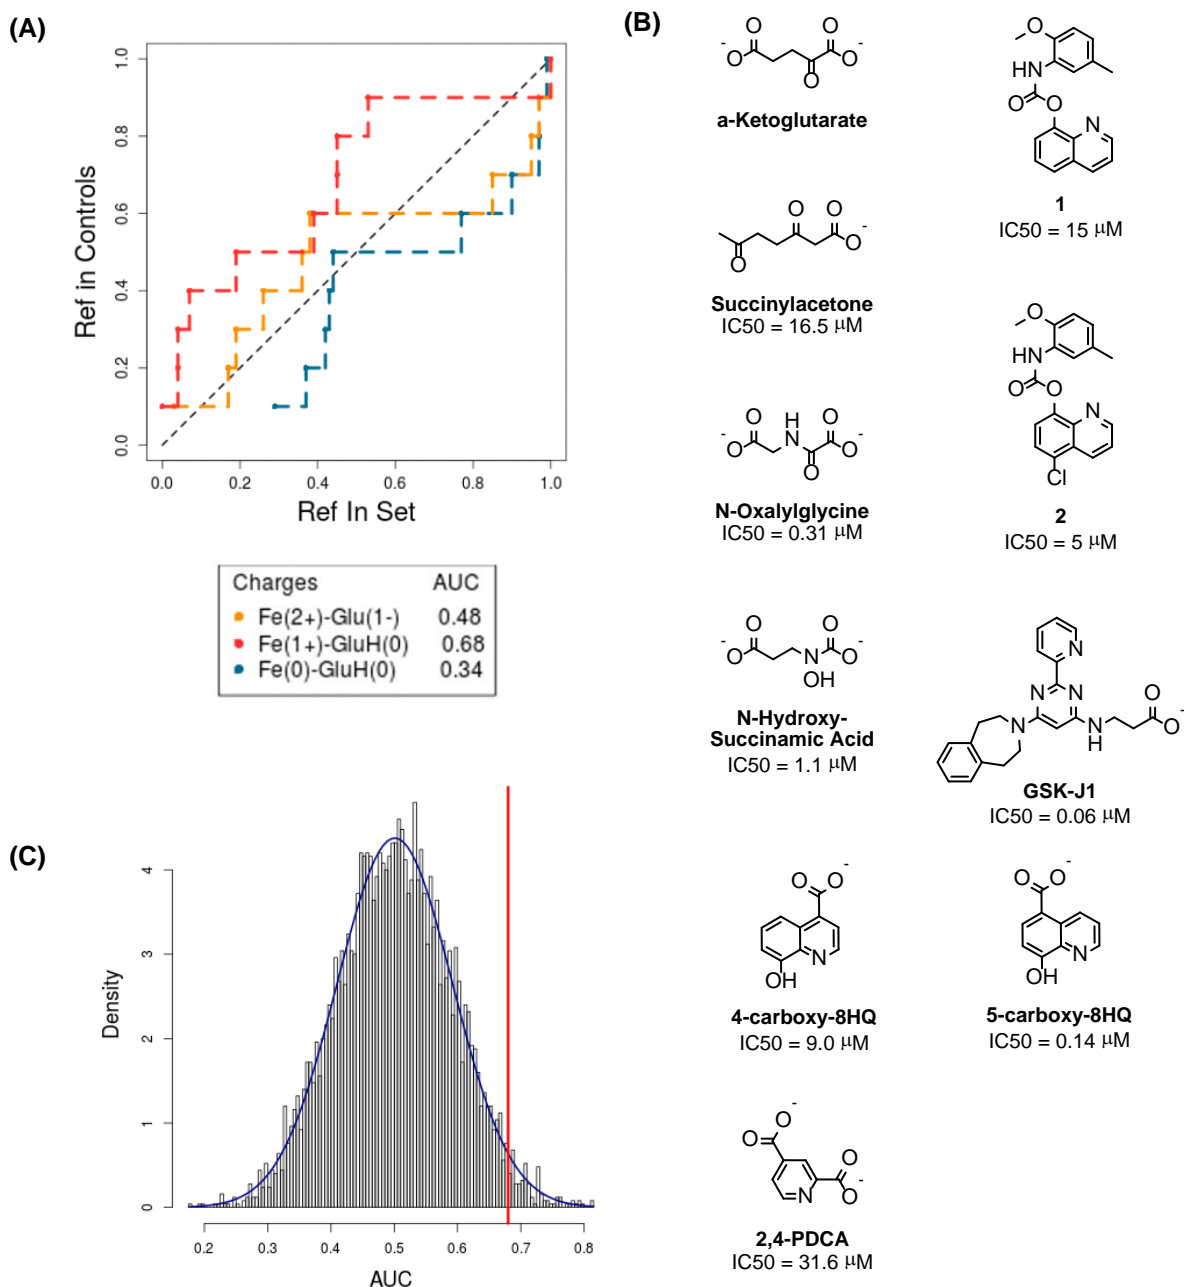 (A)
Ref in Controls
0.0
0.2
0.4
0.6
0.8
1.0
0.0 0.2 0.4 0.6 0.8 1.0
Ref In Set
Charges AUC
Fe(2+)-Glu(1-) 0.48
Fe(1+)-GluH(0) 0.68
Fe(0)-GluH(0) 0.34
(B)
O O
-O O O-
a-Ketoglutarate
O
HN
O O
N
1
IC50 = 15 μM
O O
O O-
Succinylacetone
IC50 = 16.5 μM
O
HN
O O
N
Cl
2
IC50 = 5 μM
O H O
-O N O-
O
N-Oxalylglycine
IC50 = 0.31 μM
O O
-O N O-
OH
N-Hydroxy-
Succinamic Acid
IC50 = 1.1 μM
N
N N O
N N O-
H
GSK-J1
IC50 = 0.06 μM
O O-
N
OH
4-carboxy-8HQ
IC50 = 9.0 μM
O O-
N
OH
5-carboxy-8HQ
IC50 = 0.14 μM
O-
O
O
N O-
2,4-PDCA
IC50 = 31.6 μM
(C)
Density
0
1
2
3
4
0.2 0.3 0.4 0.5 0.6 0.7 0.8
AUC